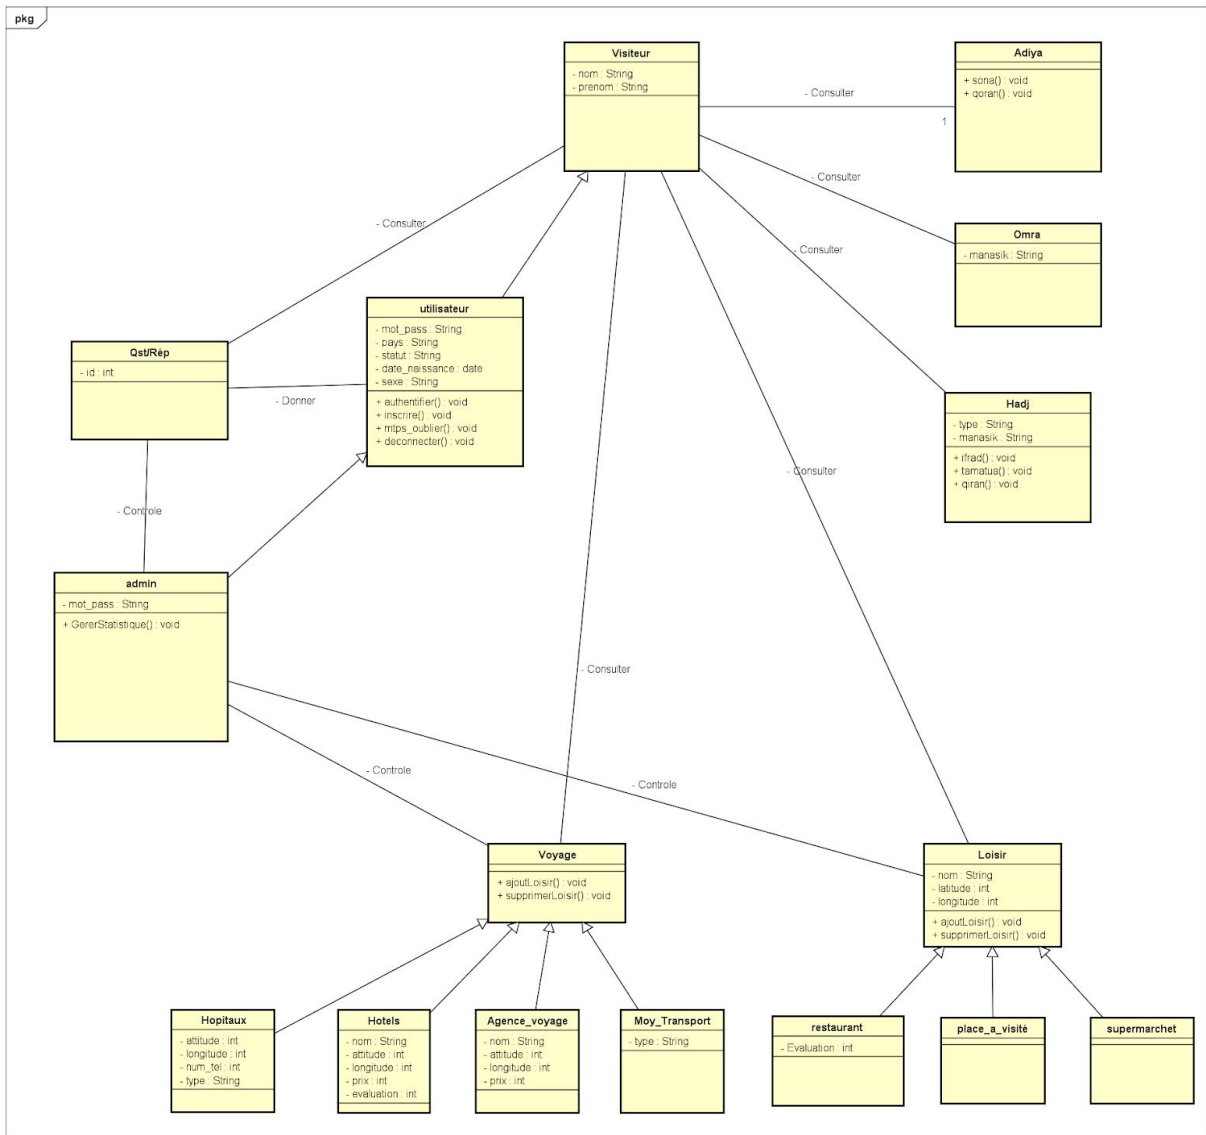 pkg
Visiteur
- nom : String
- prenom : String
Adiya
+ sona() : void
+ qoran() : void
- Consulter
1
- Consulter
Omra
- manasik : String
- Consulter
- Consulter
utilisateur
- mot_pass : String
- pays : String
- statut : String
- date_naissance : date
- sexe : String
+ authentifier() : void
+ inscrire() : void
+ mtps_oublier() : void
+ deconnecter() : void
Qst/Rép
- id : int
- Donner
Hadj
- type : String
- manasik : String
+ ifrad() : void
+ tamatua() : void
+ qiran() : void
- Consulter
- Controle
admin
- mot_pass : String
+ GererStatistique() : void
- Consulter
- Controle
- Controle
Voyage
+ ajoutLoisir() : void
+ supprimerLoisir() : void
Loisir
- nom : String
- latitude : int
- longitude : int
+ ajoutLoisir() : void
+ supprimerLoisir() : void
Hopitaux
- attitude : int
- longitude : int
- num_tel : int
- type : String
Hotels
- nom : String
- attitude : int
- longitude : int
- prix : int
- evaluation : int
Agence_voyage
- nom : String
- attitude : int
- longitude : int
- prix : int
Moy_Transport
- type : String
restaurant
- Evaluation : int
place_a_visité
supermarchet